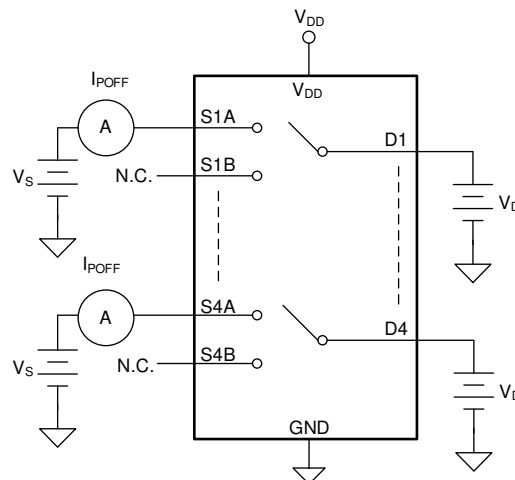 VDD
IPOFF
VDD
A
S1A
D1
VS
N.C.
S1B
VD
IPOFF
A
S4A
D4
VS
N.C.
S4B
VD
GND